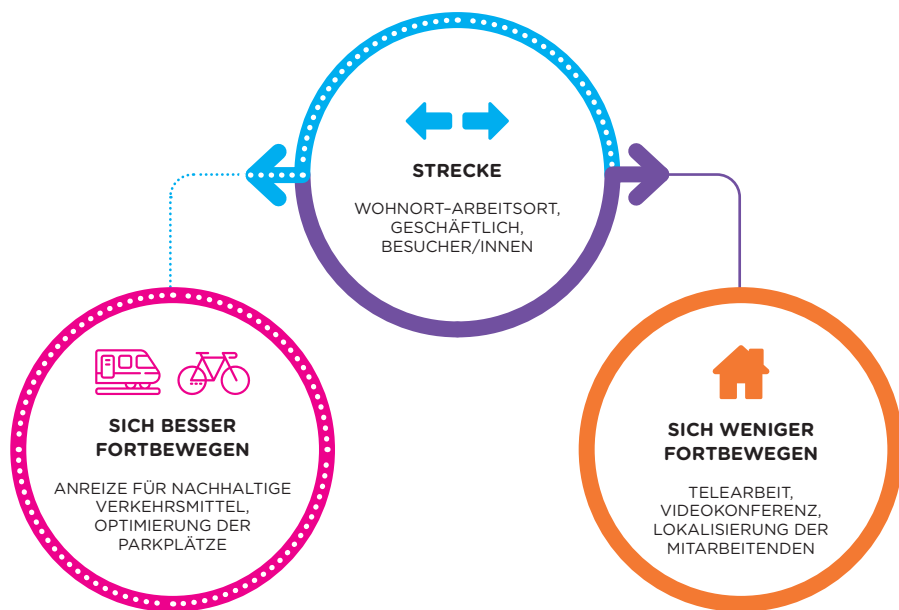 STRECKE
WOHNORT–ARBEITSORT,
GESCHÄFTLICH,
BESUCHER/INNEN
SICH BESSER
FORTBEWEGEN
ANREIZE FÜR NACHHALTIGE
VERKEHRSMITTEL,
OPTIMIERUNG DER
PARKPLÄTZE
SICH WENIGER
FORTBEWEGEN
TELEARBEIT,
VIDEOKONFERENZ,
LOKALISIERUNG DER
MITARBEITENDEN